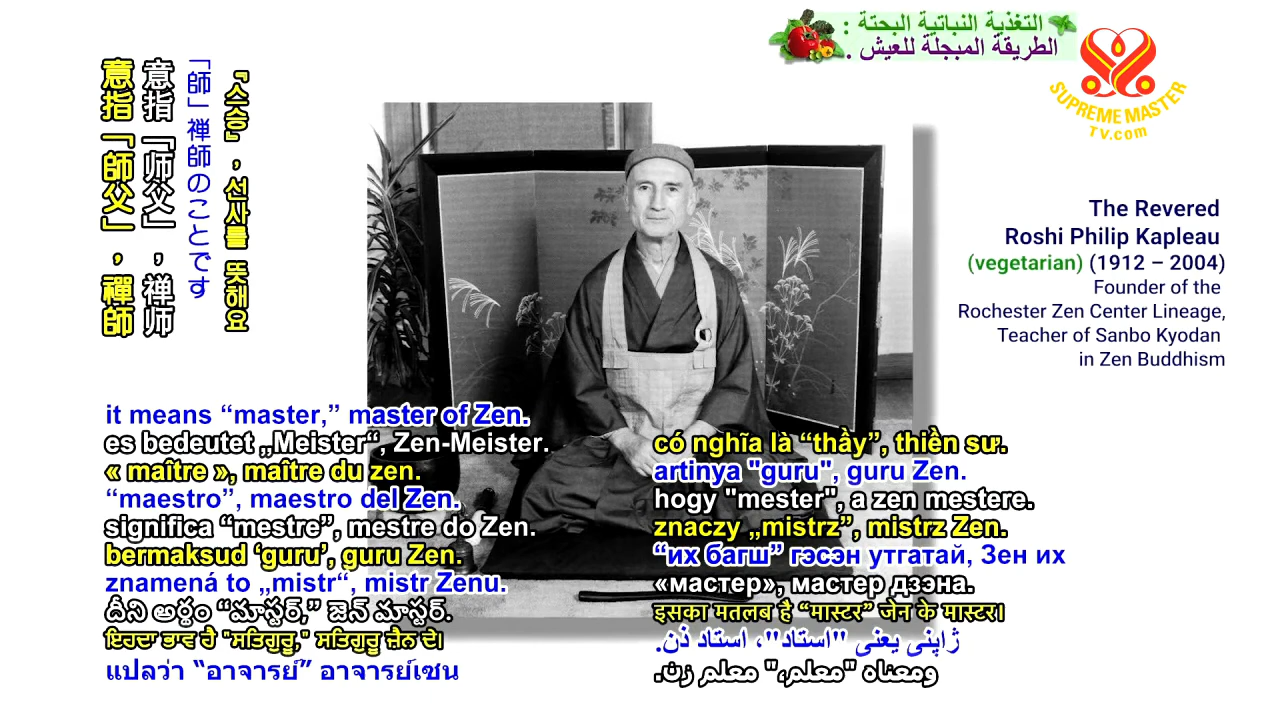 التغذية النباتية البحتة :
الطريقة المبجلة للعيش .
SUPREME MASTER
TV.com
『스승』, 선사를 뜻해요
「師」禅師のことです
意指「师父」, 禅师
意指「師父」, 禪師
The Revered
Roshi Philip Kapleau
(vegetarian) (1912 – 2004)
Founder of the
Rochester Zen Center Lineage,
Teacher of Sanbo Kyodan
in Zen Buddhism
it means “master,” master of Zen.
es bedeutet „Meister“, Zen-Meister.
« maître », maître du zen.
“maestro”, maestro del Zen.
significa “mestre”, mestre do Zen.
bermaksud ‘guru’, guru Zen.
znamená to „mistr“, mistr Zenu.
దీని అర్థం “మాస్టర్,” జెన్ మాస్టర్.
ਇਹਦਾ ਭਾਵ ਹੈ "ਸਤਿਗੁਰੂ," ਸਤਿਗੁਰੂ ਜ਼ੈਨ ਦੇ।
แปลว่า “อาจารย์” อาจารย์เซน
có nghĩa là “thầy”, thiền sư.
artinya "guru", guru Zen.
hogy "mester", a zen mestere.
znaczy „mistrz”, mistrz Zen.
“их багш” гэсэн утгатай, Зен их
«мастер», мастер дзэна.
इसका मतलब है “मास्टर” जेन के मास्टर।
ژاپنی یعنی "استاد"، استاد ذن.
ومعناه "معلم،" معلم زن.